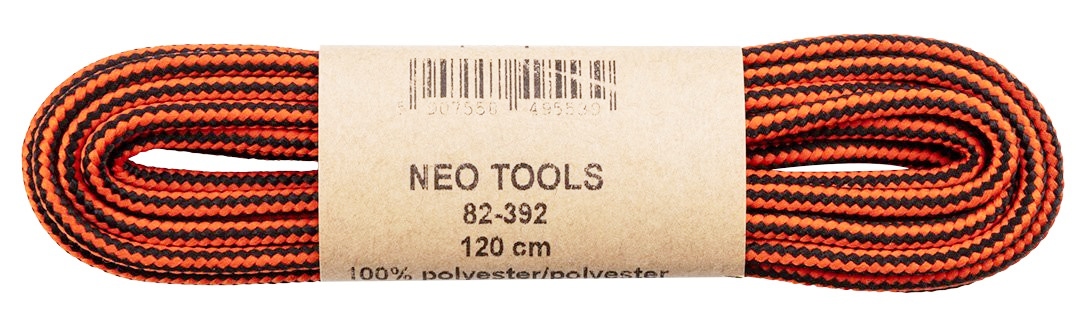 NEO TOOLS
82-392
120 cm
100% polyester/polyester